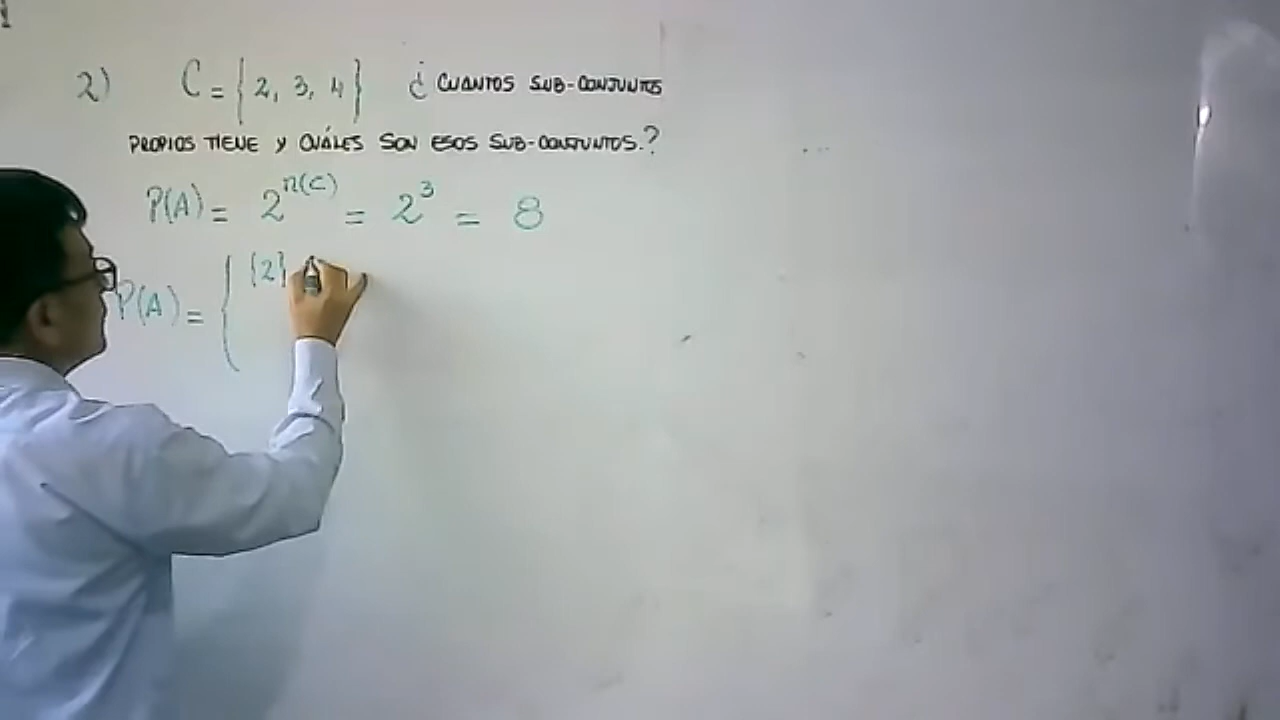 2) C = {2, 3, 4} ¿ CUANTOS SUB-CONJUNTOS
PROPIOS TIENE Y CUÁLES SON ESOS SUB-CONJUNTOS.?
P(A) = 2^n(C) = 2^3 = 8
P(A) = { {2}